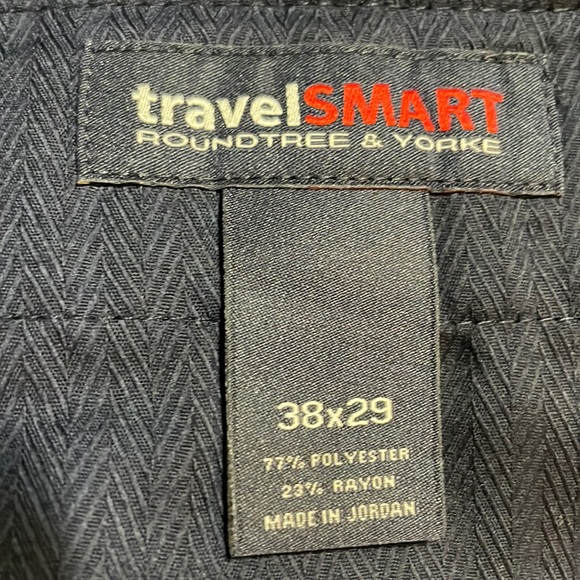 travelSMART
ROUNDTREE & YORKE
38x29
77% POLYESTER
23% RAYON
MADE IN JORDAN